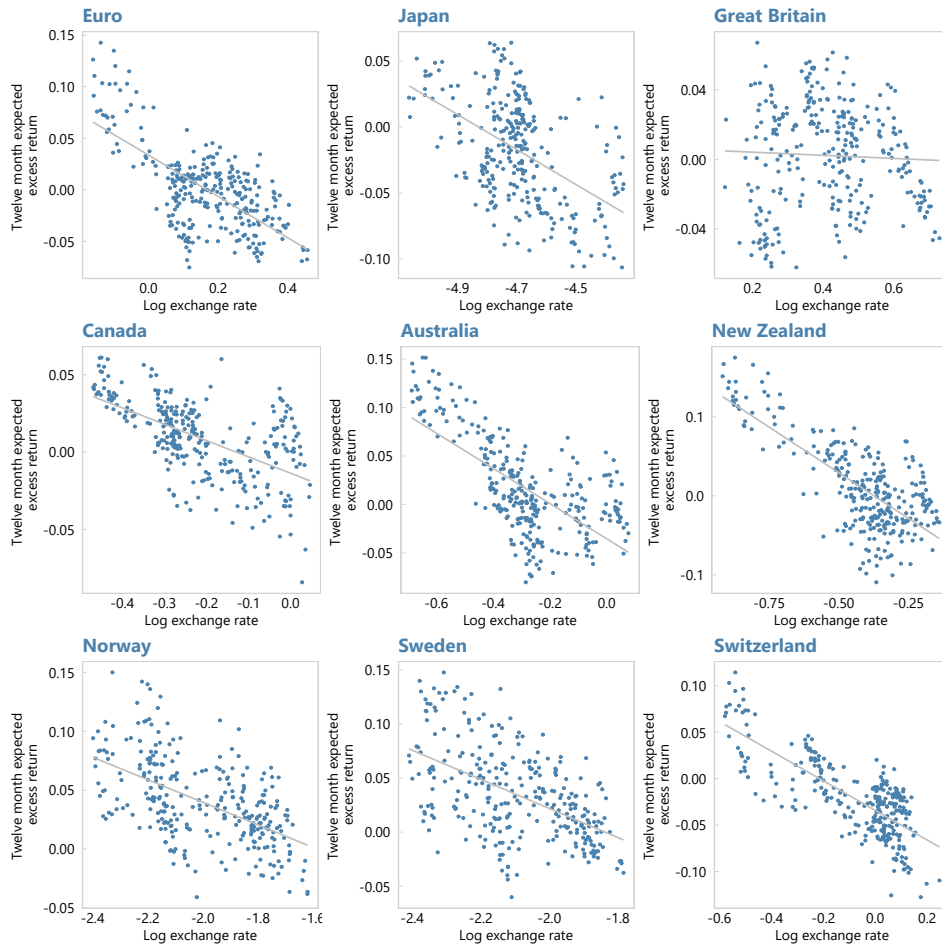 Euro
Twelve month expected
excess return
0.15
0.10
0.05
0.00
-0.05
0.0
0.2
0.4
Log exchange rate
Japan
Twelve month expected
excess return
0.05
0.00
-0.05
-0.10
-4.9
-4.7
-4.5
Log exchange rate
Great Britain
Twelve month expected
excess return
0.04
0.00
-0.04
0.2
0.4
0.6
Log exchange rate
Canada
Twelve month expected
excess return
0.05
0.00
-0.05
-0.4
-0.3
-0.2
-0.1
0.0
Log exchange rate
Australia
Twelve month expected
excess return
0.15
0.10
0.05
0.00
-0.05
-0.6
-0.4
-0.2
0.0
Log exchange rate
New Zealand
Twelve month expected
excess return
0.1
0.0
-0.1
-0.75
-0.50
-0.25
Log exchange rate
Norway
Twelve month expected
excess return
0.15
0.10
0.05
0.00
-0.05
-2.4
-2.2
-2.0
-1.8
-1.6
Log exchange rate
Sweden
Twelve month expected
excess return
0.15
0.10
0.05
0.00
-0.05
-2.4
-2.2
-2.0
-1.8
Log exchange rate
Switzerland
Twelve month expected
excess return
0.10
0.05
0.00
-0.05
-0.10
-0.6
-0.4
-0.2
0.0
0.2
Log exchange rate